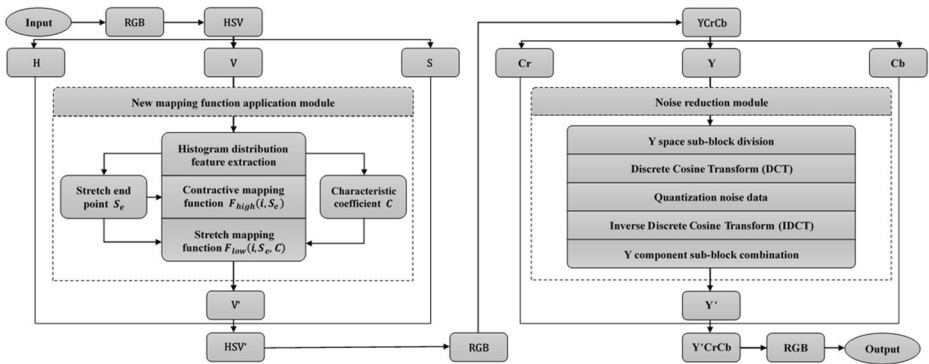 Input
RGB
HSV
H
V
S
New mapping function application module
Histogram distribution
feature extraction
Stretch end
point S_e
Contractive mapping
function F_high(i, S_e)
Characteristic
coefficient C
Stretch mapping
function F_low(i, S_e, C)
V'
HSV'
RGB
YCrCb
Cr
Y
Cb
Noise reduction module
Y space sub-block division
Discrete Cosine Transform (DCT)
Quantization noise data
Inverse Discrete Cosine Transform (IDCT)
Y component sub-block combination
Y'
Y'CrCb
RGB
Output